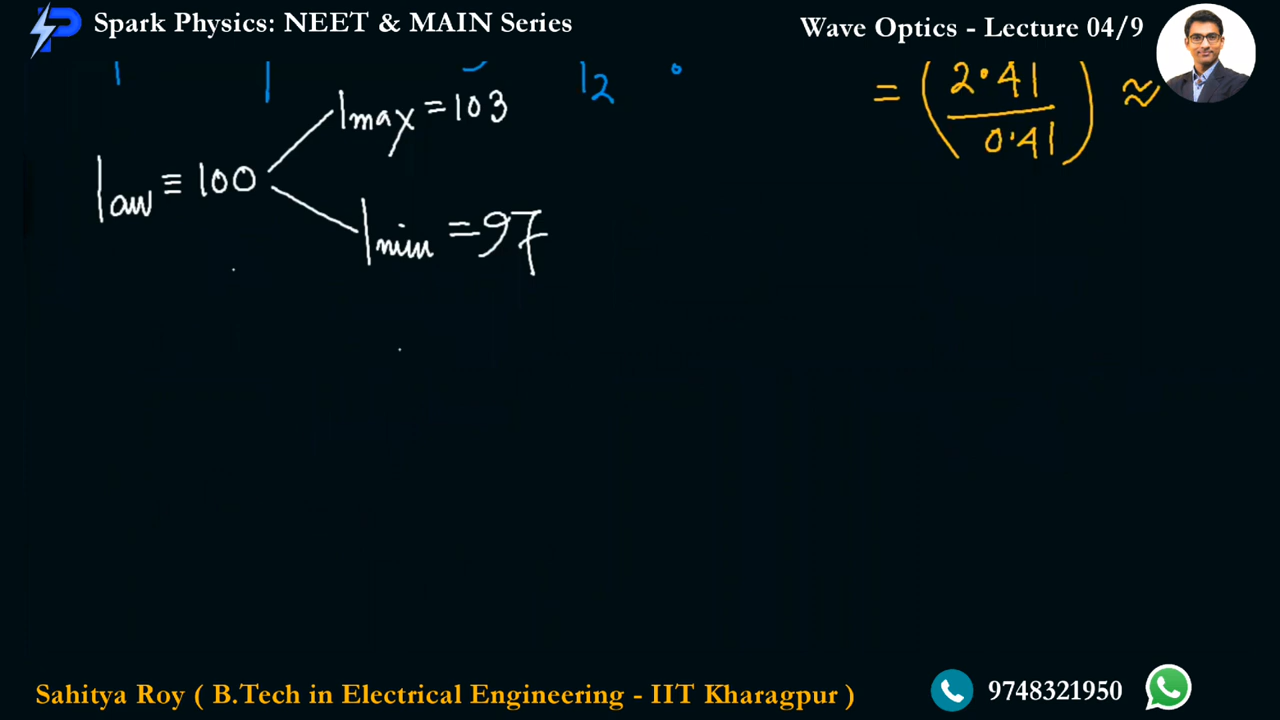 Spark Physics: NEET & MAIN Series
Wave Optics - Lecture 04/9
I2
= (2.41 / 0.41) ≈
Imax = 103
Iav ≡ 100
Imin = 97
Sahitya Roy ( B.Tech in Electrical Engineering - IIT Kharagpur )
9748321950